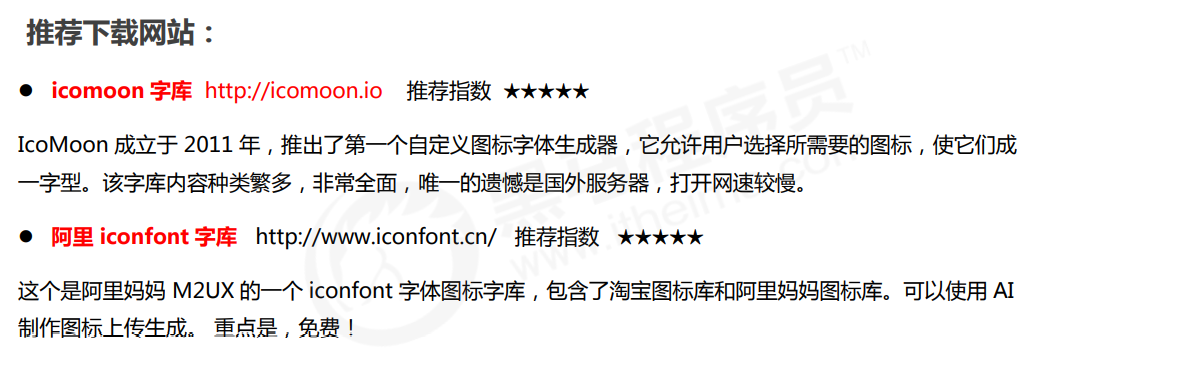 推荐下载网站：
● icomoon 字库 http://icomoon.io 推荐指数 ★★★★★
IcoMoon 成立于 2011 年，推出了第一个自定义图标字体生成器，它允许用户选择所需要的图标，使它们成
一字型。该字库内容种类繁多，非常全面，唯一的遗憾是国外服务器，打开网速较慢。
● 阿里 iconfont 字库 http://www.iconfont.cn/ 推荐指数 ★★★★★
这个是阿里妈妈 M2UX 的一个 iconfont 字体图标字库，包含了淘宝图标库和阿里妈妈图标库。可以使用 AI
制作图标上传生成。 重点是，免费！
黑马程序员™
www.itheima.com